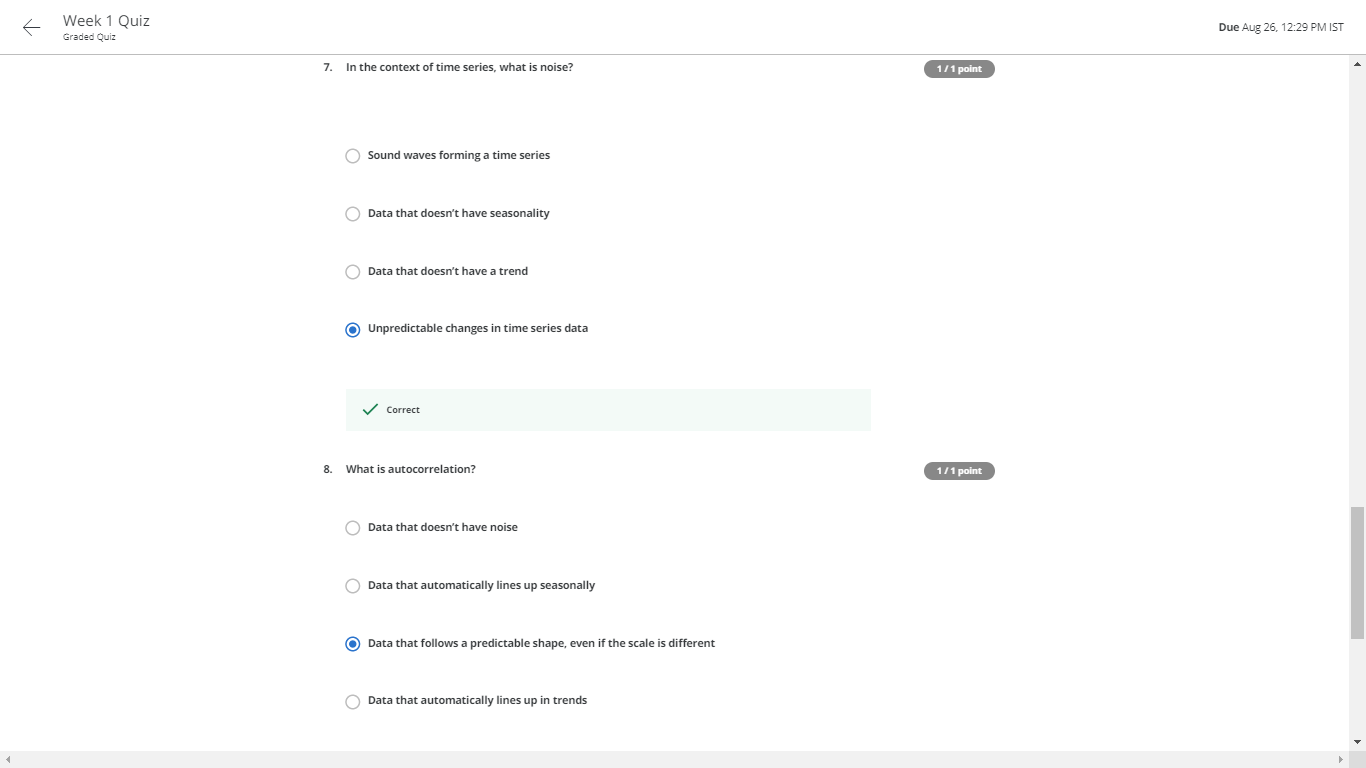 Week 1 Quiz
Graded Quiz
Due Aug 26, 12:29 PM IST
7. In the context of time series, what is noise?
1 / 1 point
Sound waves forming a time series
Data that doesn't have seasonality
Data that doesn't have a trend
Unpredictable changes in time series data
Correct
8. What is autocorrelation?
1 / 1 point
Data that doesn't have noise
Data that automatically lines up seasonally
Data that follows a predictable shape, even if the scale is different
Data that automatically lines up in trends